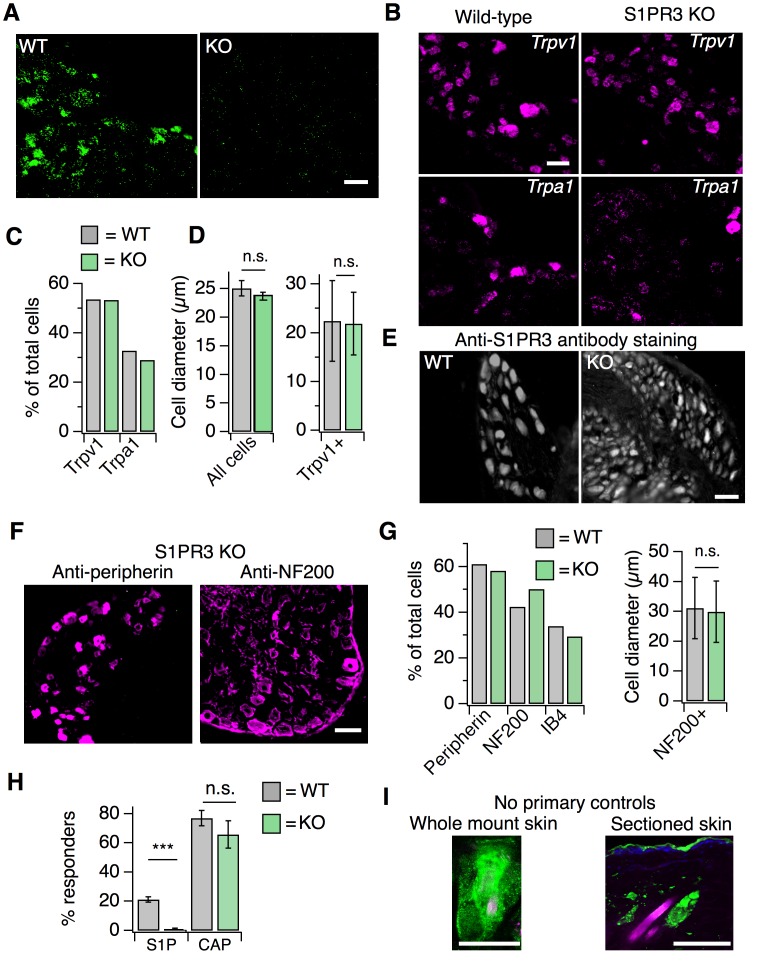 A
WT
KO
B
Wild-type
S1PR3 KO
Trpv1
Trpv1
Trpa1
Trpa1
C
= WT
= KO
% of total cells
60
40
20
0
Trpv1
Trpa1
D
n.s.
Cell diameter (µm)
25
20
15
10
5
0
All cells
n.s.
30
20
10
0
Trpv1+
E
Anti-S1PR3 antibody staining
WT
KO
F
S1PR3 KO
Anti-peripherin
Anti-NF200
G
= WT
=KO
% of total cells
60
40
20
0
Peripherin
NF200
IB4
n.s.
Cell diameter (µm)
50
40
30
20
10
0
NF200+
H
= WT
=KO
% responders
80
60
40
20
0
***
n.s.
S1P
CAP
I
No primary controls
Whole mount skin
Sectioned skin